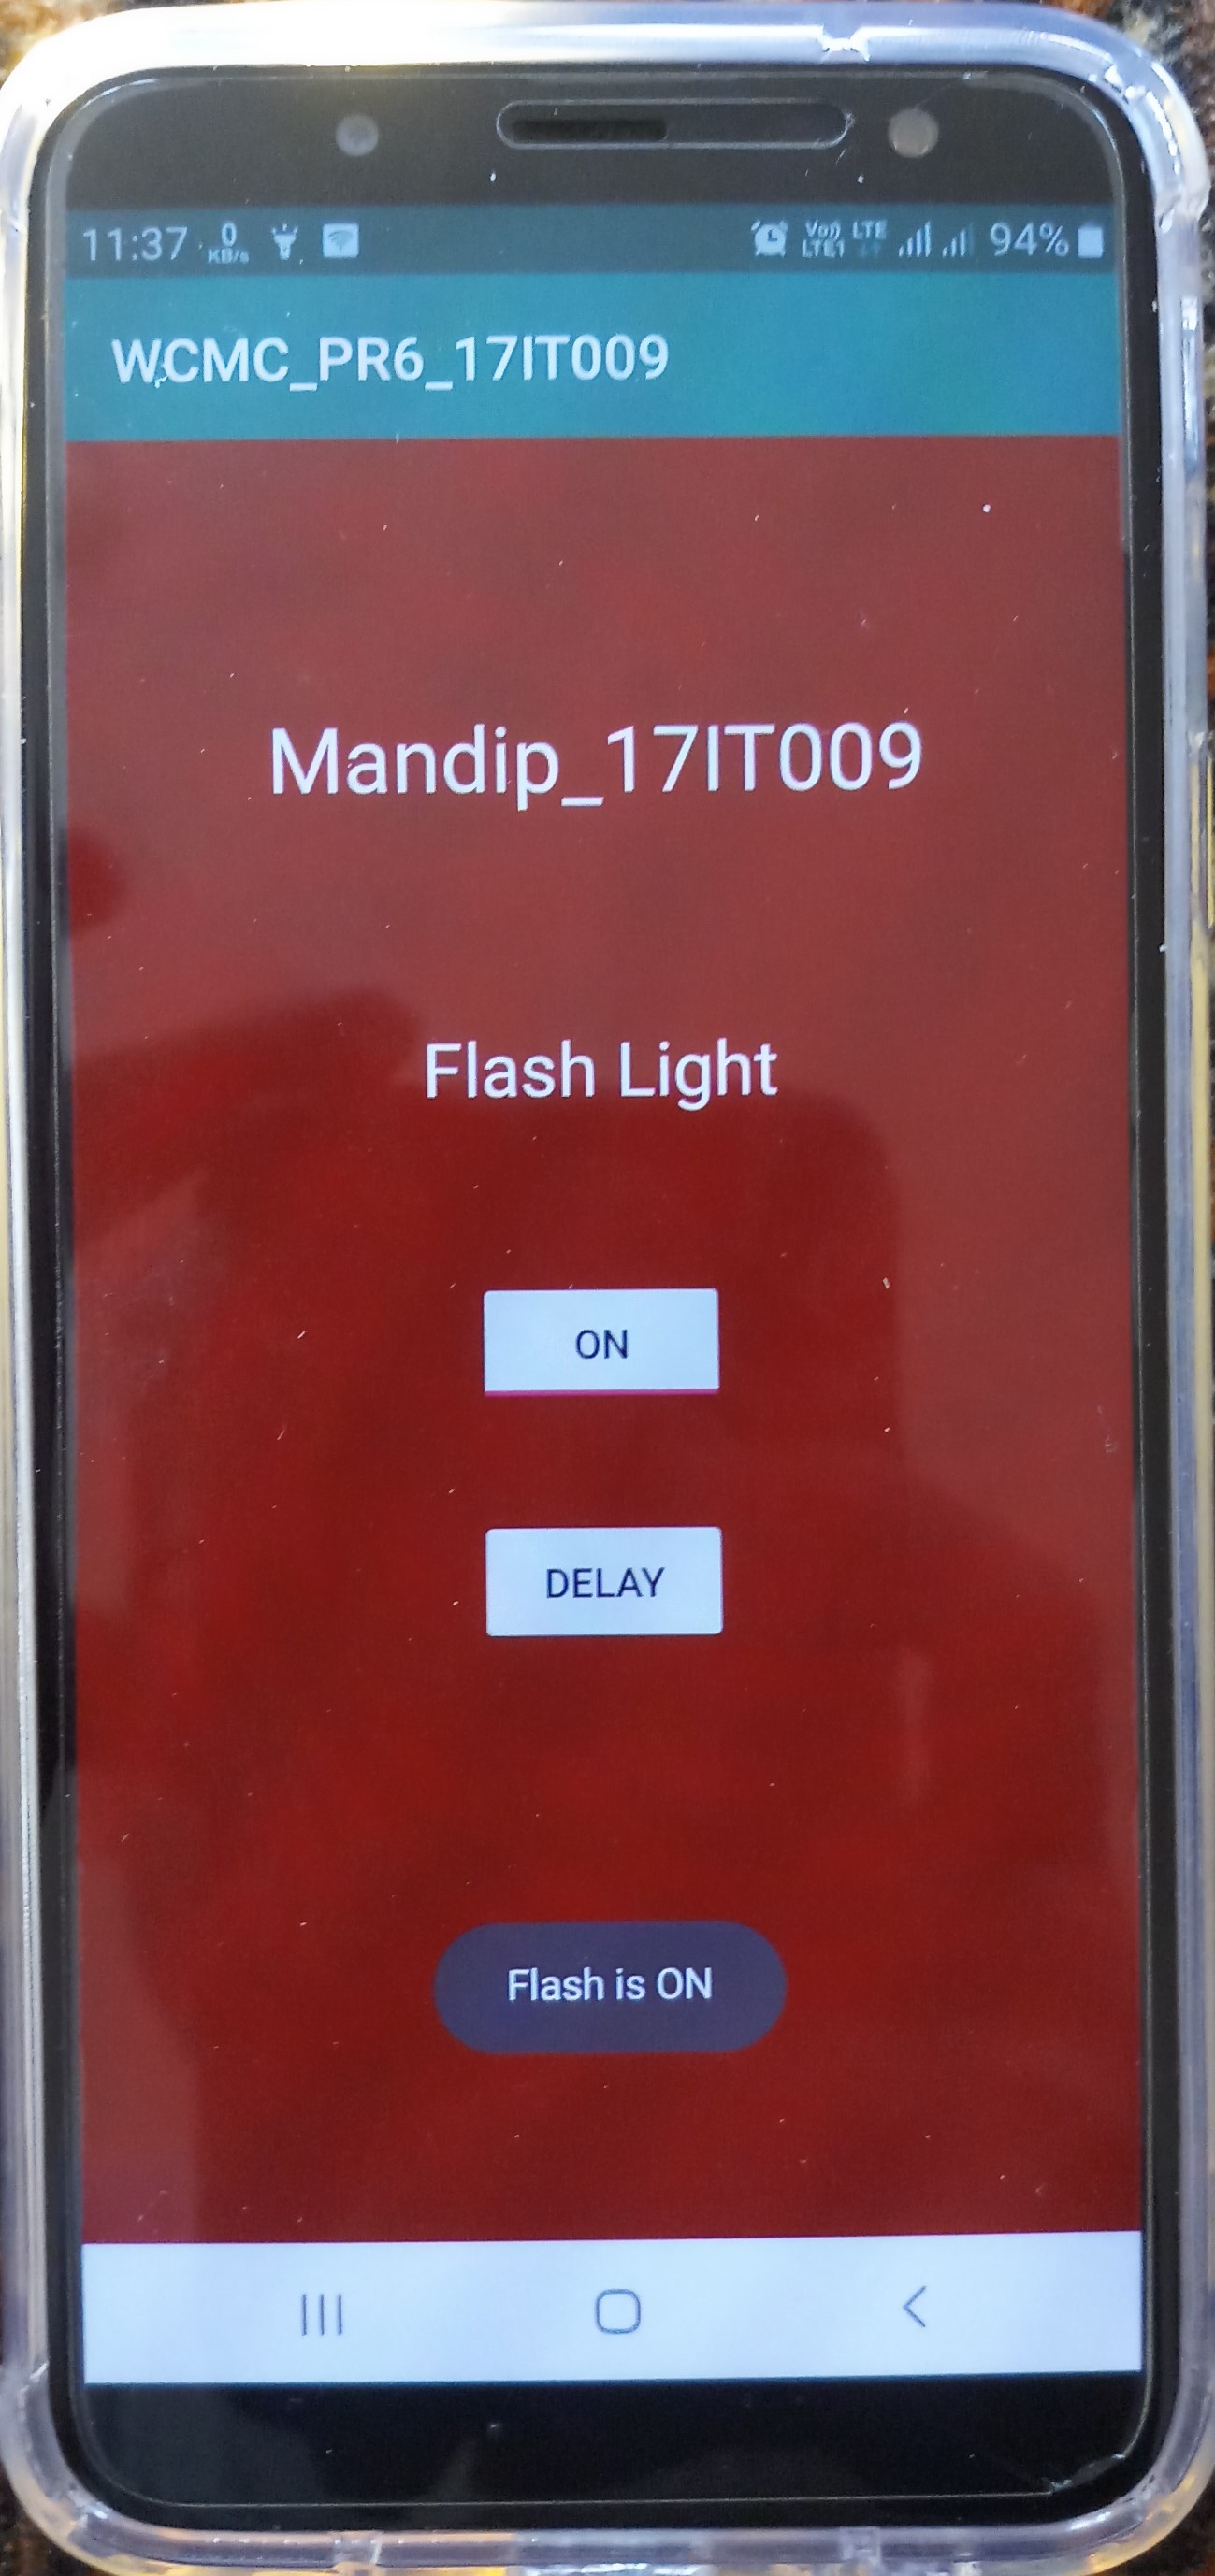 11:37 0 KB/s Vo)) LTE1 LTE 94%
WCMC_PR6_17IT009
Mandip_17IT009
Flash Light
ON
DELAY
Flash is ON